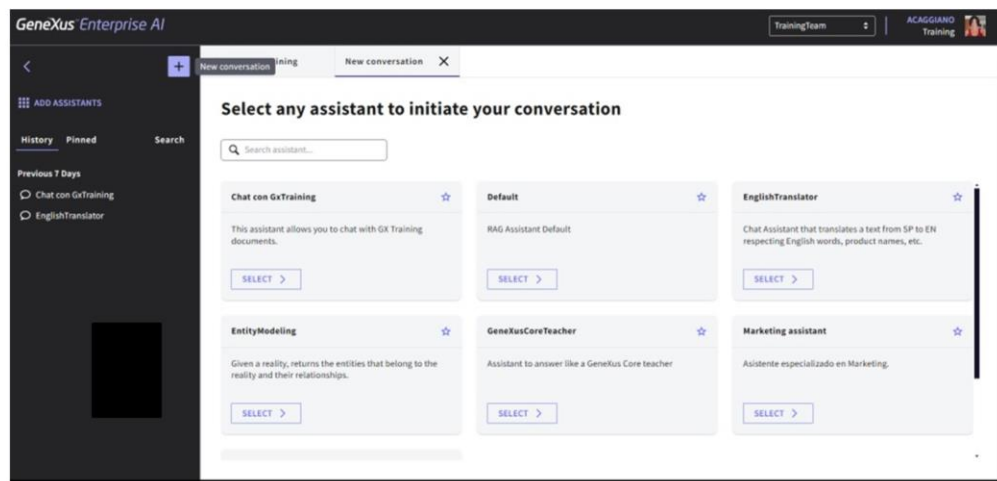 GeneXus Enterprise AI
TrainingTeam
ACAGGIANO
Training
New conversation
ining
New conversation
ADD ASSISTANTS
History Pinned Search
Previous 7 Days
Chat con GxTraining
EnglishTranslator
Select any assistant to initiate your conversation
Search assistant...
Chat con GxTraining
This assistant allows you to chat with GX Training
documents.
SELECT
Default
RAG Assistant Default
SELECT
EnglishTranslator
Chat Assistant that translates a text from SP to EN
respecting English words, product names, etc.
SELECT
EntityModeling
Given a reality, returns the entities that belong to the
reality and their relationships.
SELECT
GeneXusCoreTeacher
Assistant to answer like a GeneXus Core teacher
SELECT
Marketing assistant
Asistente especializado en Marketing.
SELECT